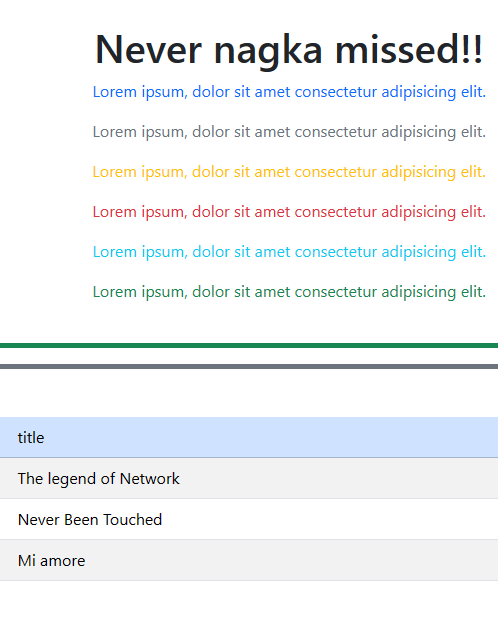 Never nagka missed!!
Lorem ipsum, dolor sit amet consectetur adipisicing elit.
Lorem ipsum, dolor sit amet consectetur adipisicing elit.
Lorem ipsum, dolor sit amet consectetur adipisicing elit.
Lorem ipsum, dolor sit amet consectetur adipisicing elit.
Lorem ipsum, dolor sit amet consectetur adipisicing elit.
Lorem ipsum, dolor sit amet consectetur adipisicing elit.
title
The legend of Network
Never Been Touched
Mi amore